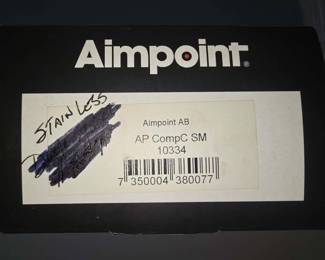 Aimpoint
STAINLESS
Aimpoint AB
AP CompC SM
10334
7 350004 380077